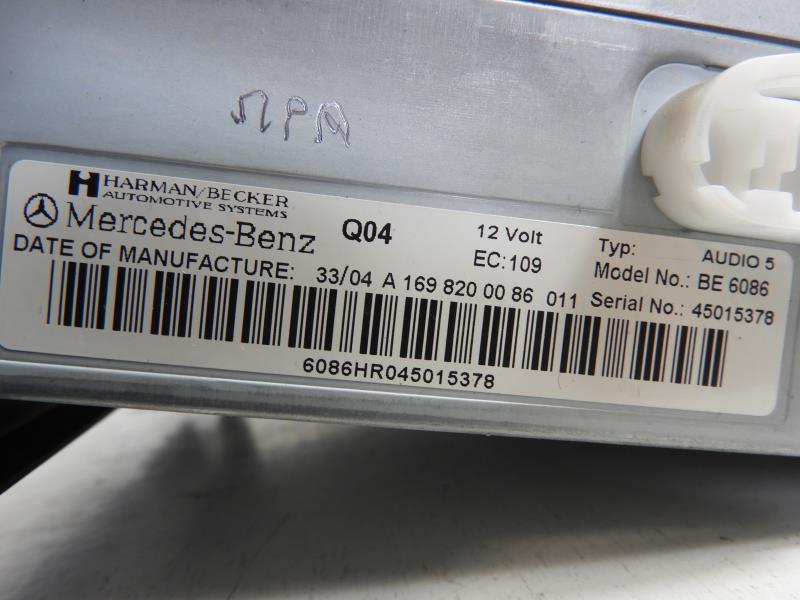 ΩPA
HARMAN/BECKER
AUTOMOTIVE SYSTEMS
Mercedes-Benz Q04 12 Volt Typ: AUDIO 5
EC:109 Model No.: BE 6086
DATE OF MANUFACTURE: 33/04 A 169 820 00 86 011 Serial No.: 45015378
6086HR045015378